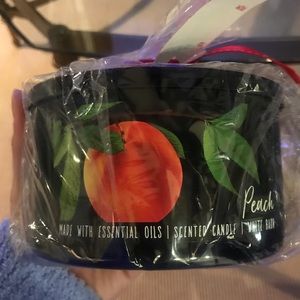 Peach
MADE WITH ESSENTIAL OILS | SCENTED CANDLE | WHITE BARN